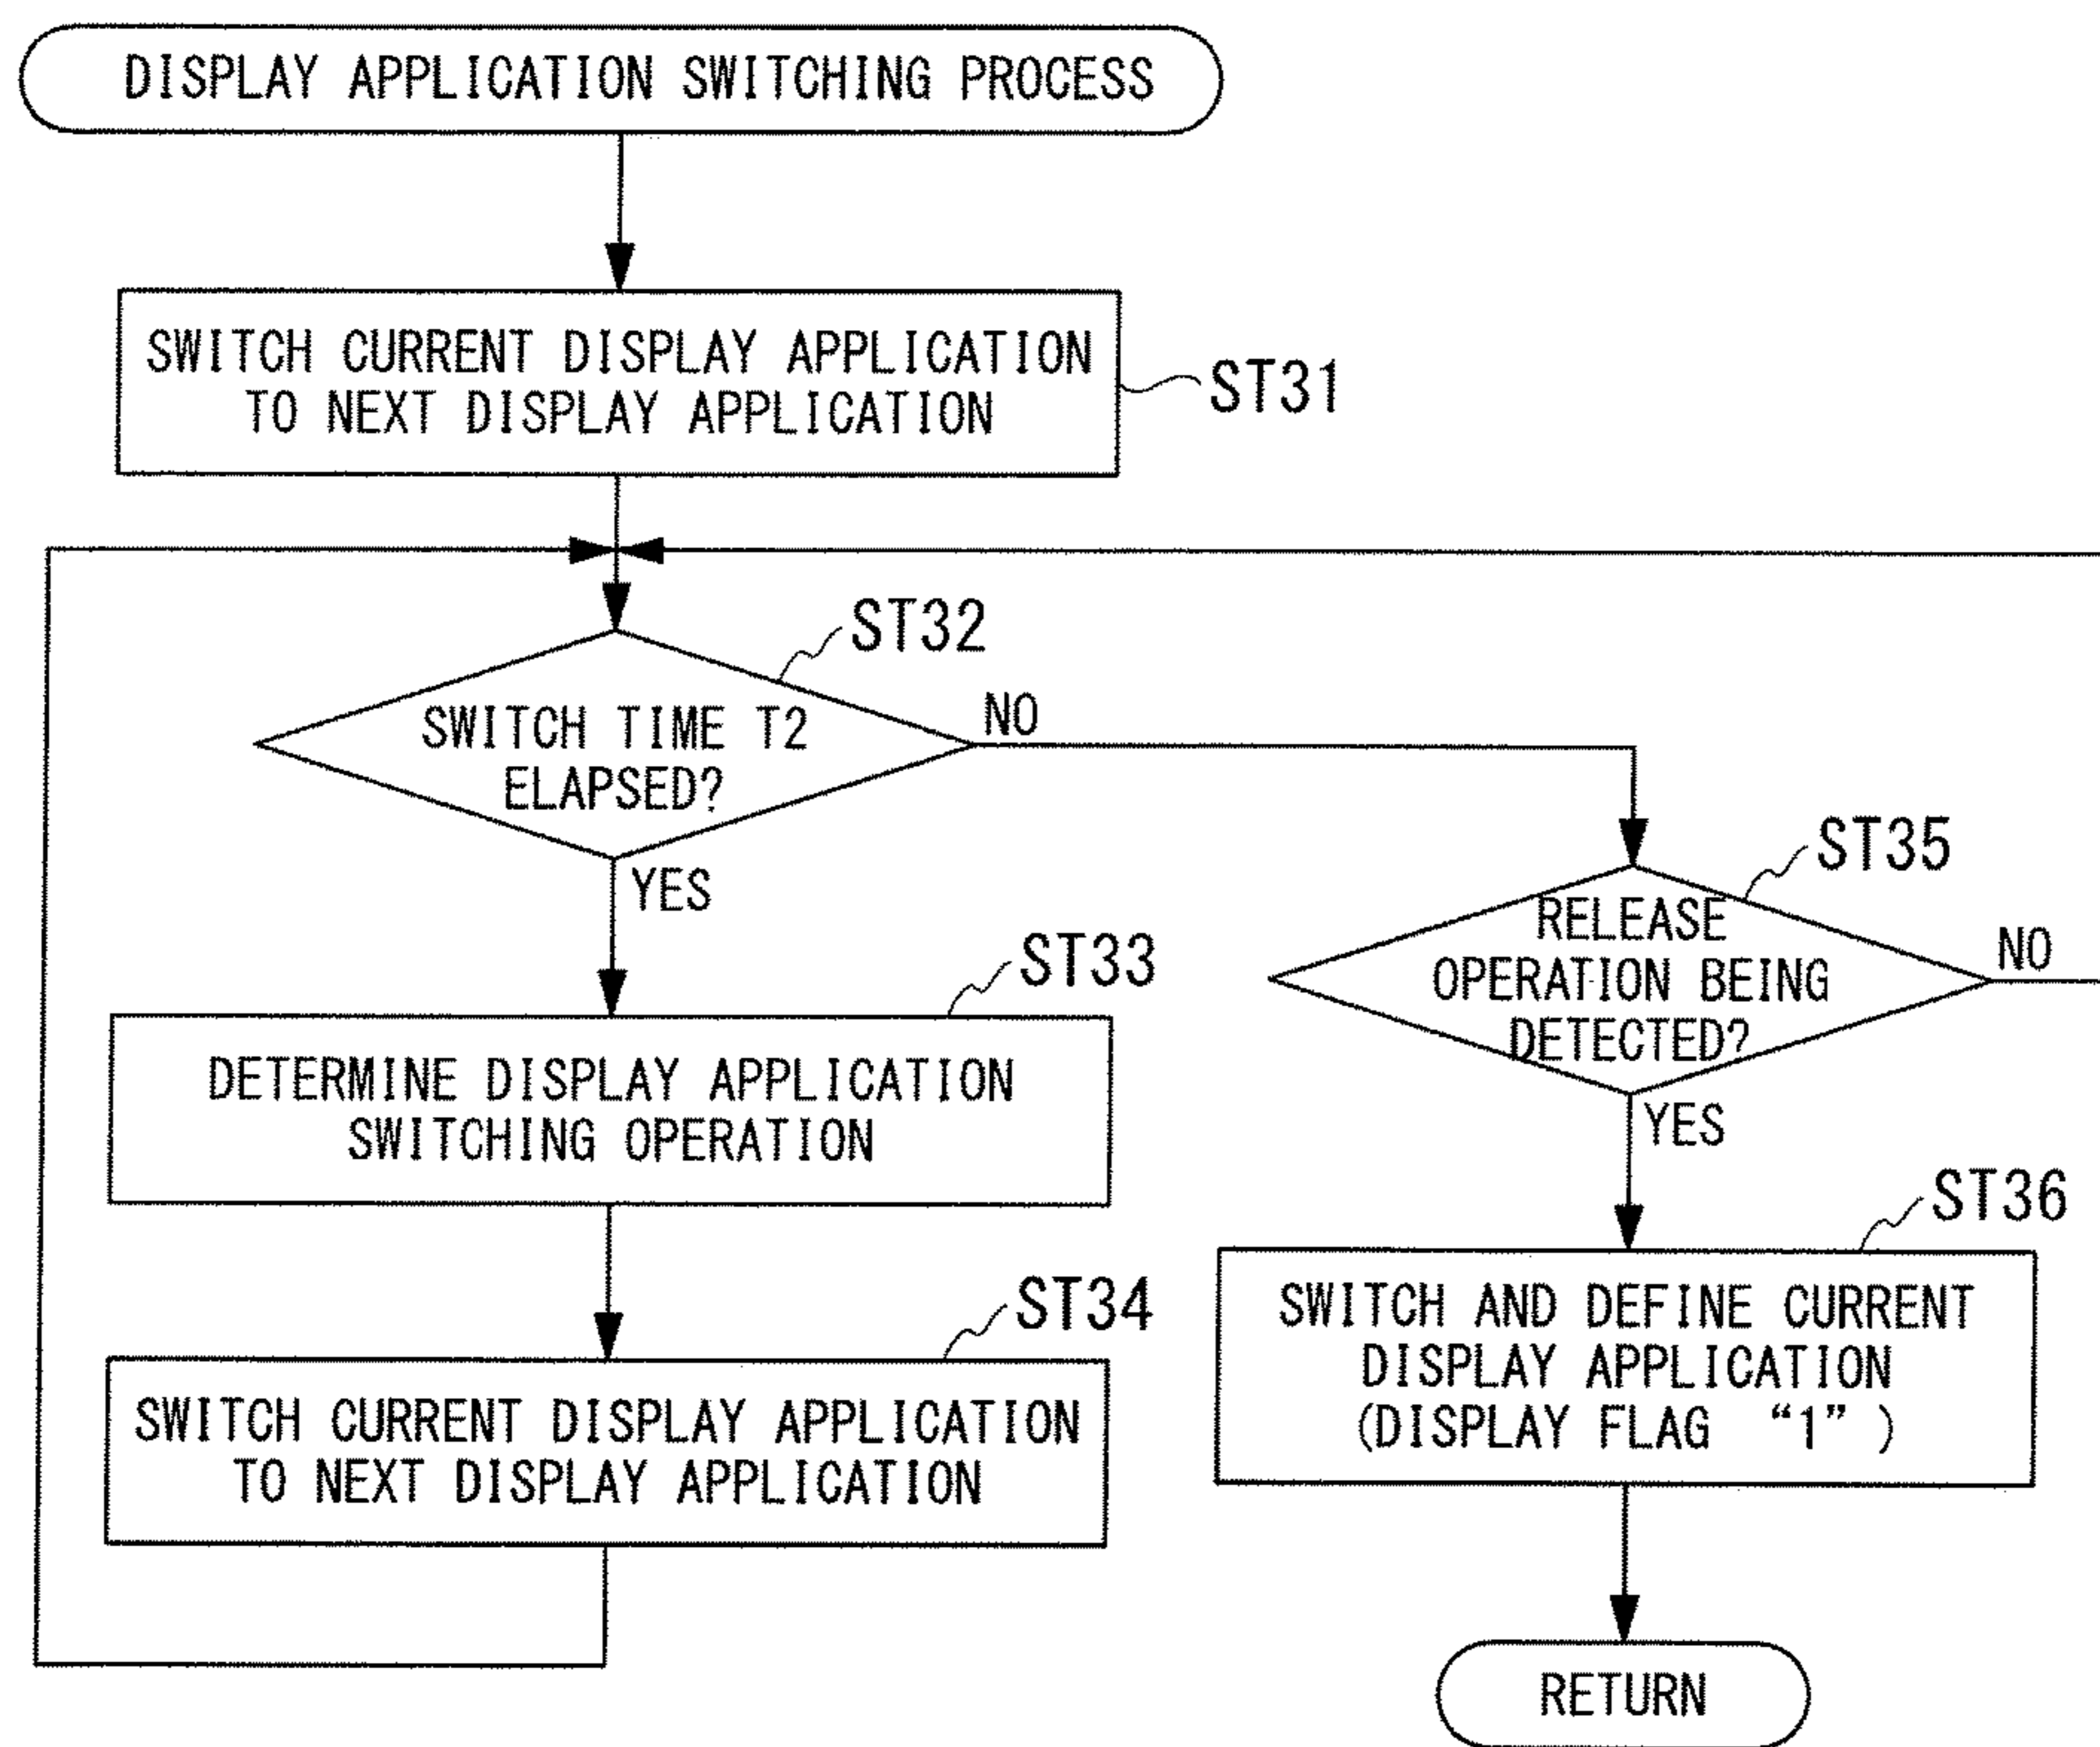 DISPLAY APPLICATION SWITCHING PROCESS
SWITCH CURRENT DISPLAY APPLICATION
TO NEXT DISPLAY APPLICATION
ST31
ST32
SWITCH TIME T2
ELAPSED?
NO
YES
ST35
RELEASE
OPERATION BEING
DETECTED?
NO
YES
ST33
DETERMINE DISPLAY APPLICATION
SWITCHING OPERATION
ST34
SWITCH CURRENT DISPLAY APPLICATION
TO NEXT DISPLAY APPLICATION
ST36
SWITCH AND DEFINE CURRENT
DISPLAY APPLICATION
(DISPLAY FLAG “1”)
RETURN